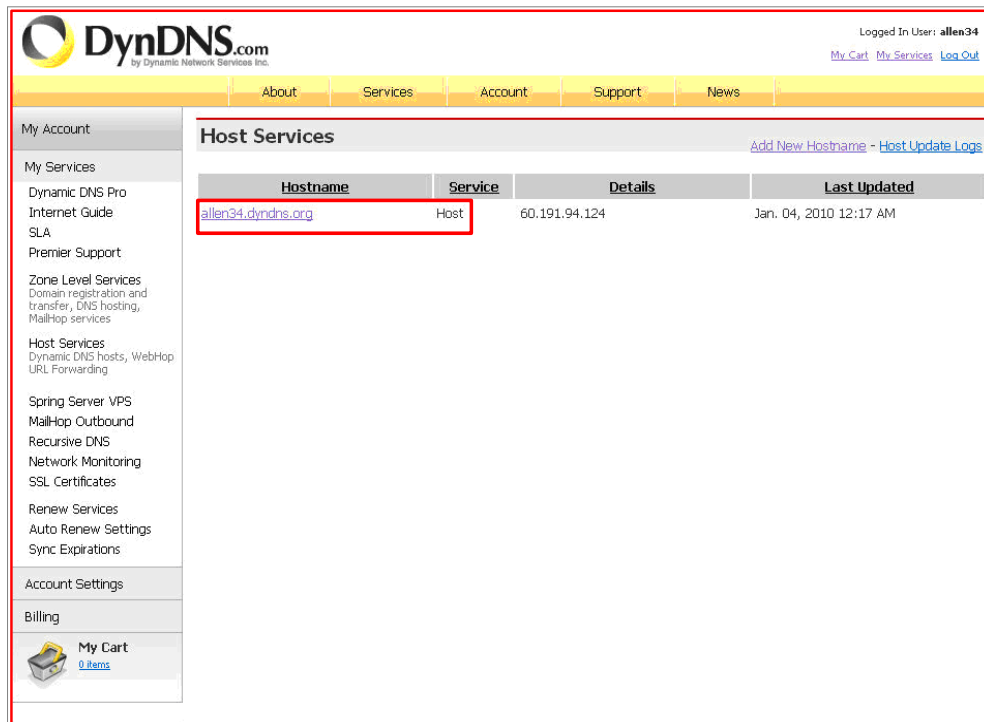 DynDNS.com
by Dynamic Network Services Inc.
Logged In User: allen34
My Cart My Services Log Out
About Services Account Support News
My Account
My Services
Dynamic DNS Pro
Internet Guide
SLA
Premier Support
Zone Level Services
Domain registration and
transfer, DNS hosting,
MailHop services
Host Services
Dynamic DNS hosts, WebHop
URL Forwarding
Spring Server VPS
MailHop Outbound
Recursive DNS
Network Monitoring
SSL Certificates
Renew Services
Auto Renew Settings
Sync Expirations
Account Settings
Billing
My Cart
0 items
Host Services
Add New Hostname - Host Update Logs
Hostname Service Details Last Updated
allen34.dyndns.org Host 60.191.94.124 Jan. 04, 2010 12:17 AM